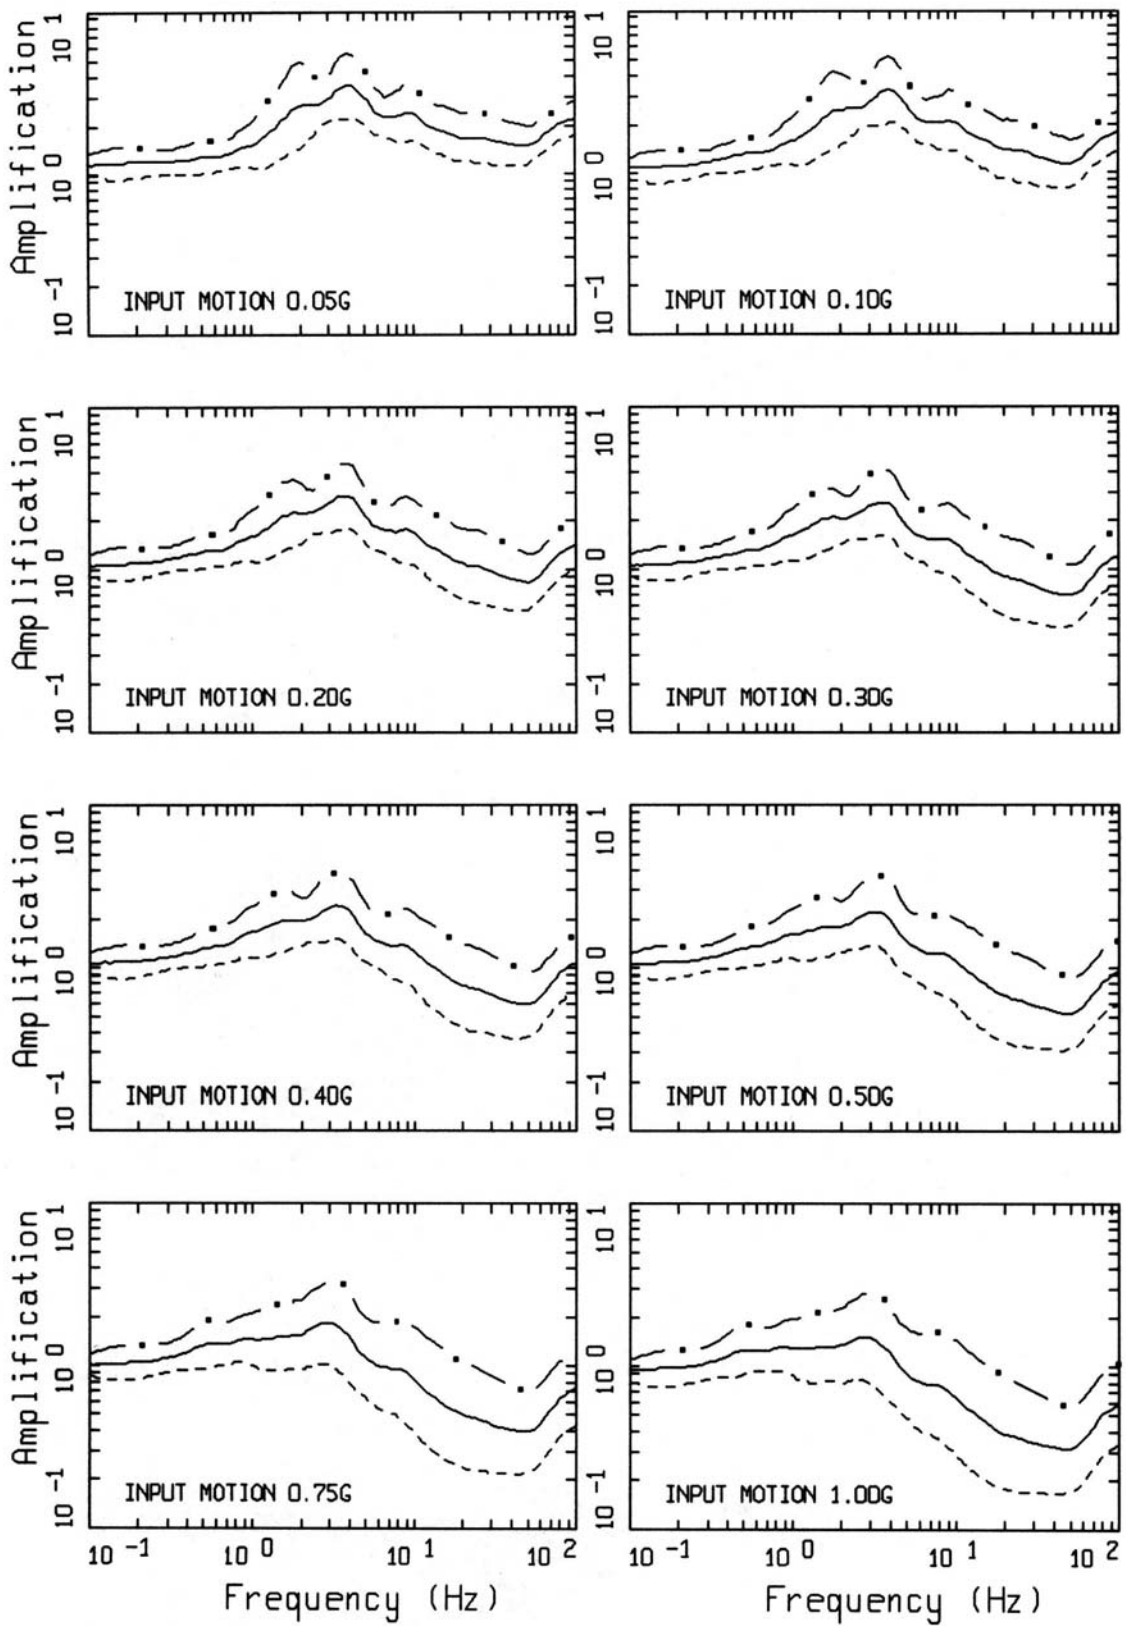 Amplification
10 1
10 0
10 -1
INPUT MOTION 0.05G
10 1
10 0
10 -1
INPUT MOTION 0.10G
Amplification
10 1
10 0
10 -1
INPUT MOTION 0.20G
10 1
10 0
10 -1
INPUT MOTION 0.30G
Amplification
10 1
10 0
10 -1
INPUT MOTION 0.40G
10 1
10 0
10 -1
INPUT MOTION 0.50G
Amplification
10 1
10 0
10 -1
INPUT MOTION 0.75G
10 1
10 0
10 -1
INPUT MOTION 1.00G
10 -1 10 0 10 1 10 2
10 -1 10 0 10 1 10 2
Frequency (Hz)
Frequency (Hz)